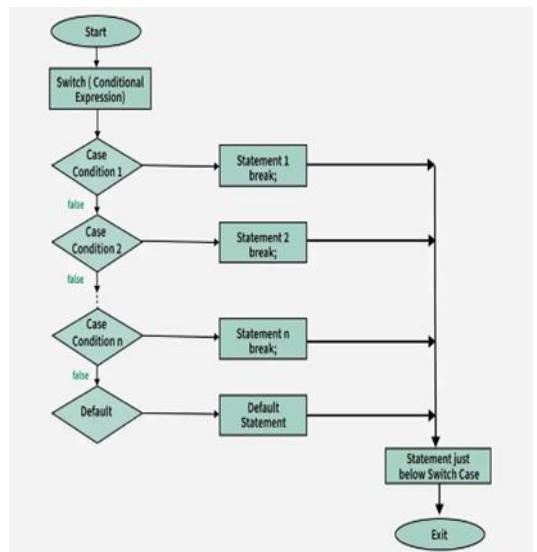 Start
Switch ( Conditional
Expression)
Case
Condition 1
Statement 1
break;
false
Case
Condition 2
Statement 2
break;
false
Case
Condition n
Statement n
break;
false
Default
Default
Statement
Statement just
below Switch Case
Exit